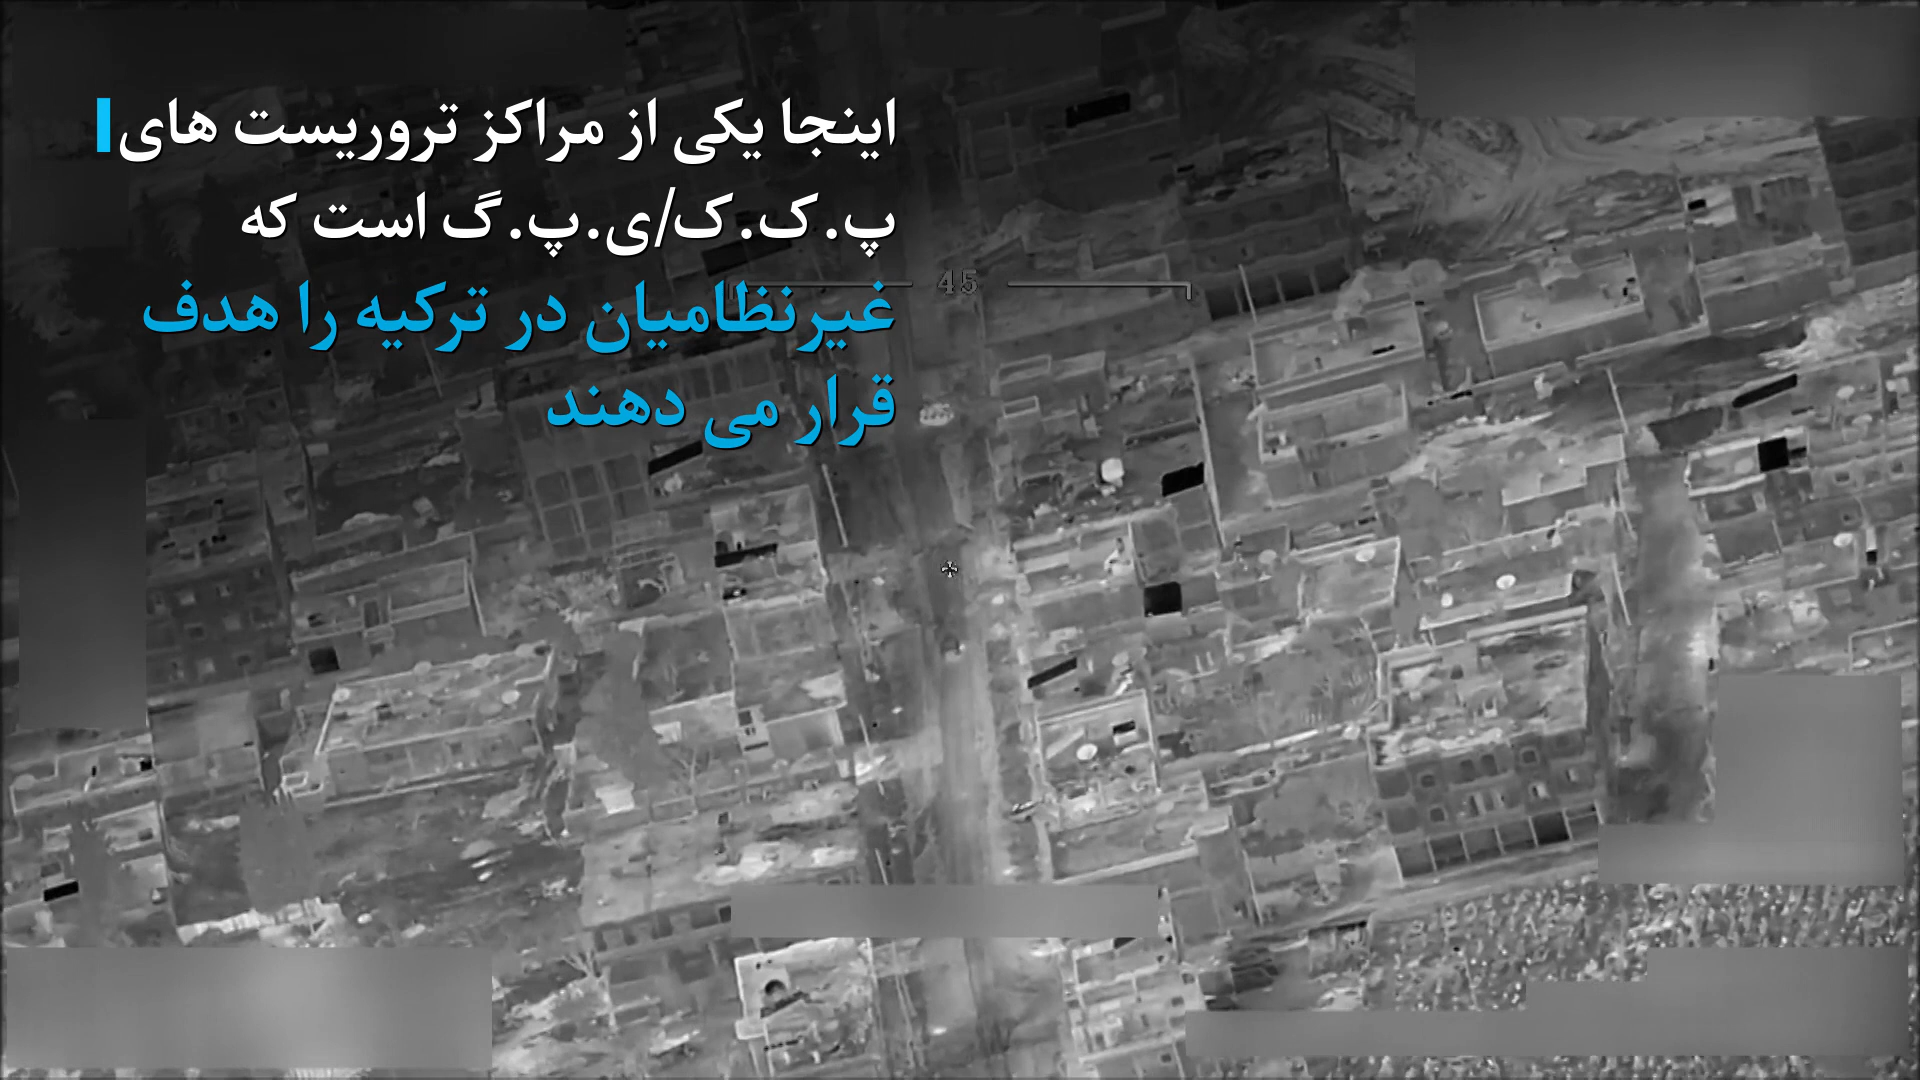 اینجا یکی از مراکز تروریست های
پ.ک.ک/ی.پ.گ است که
غیرنظامیان در ترکیه را هدف
قرار می دهند
45